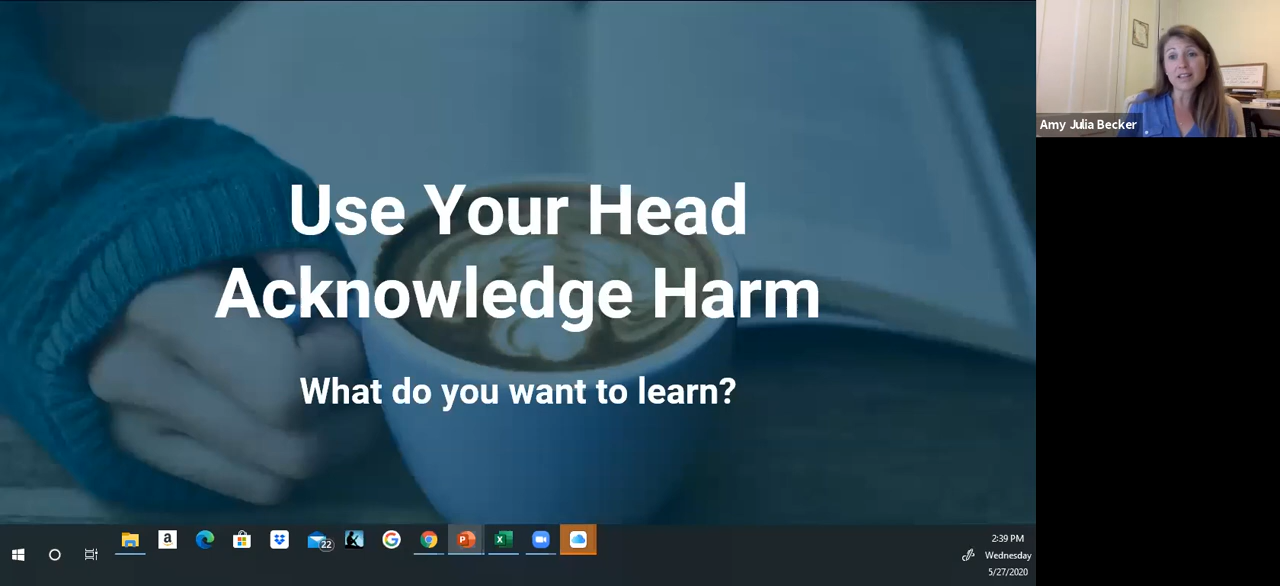 Use Your Head
Acknowledge Harm
What do you want to learn?
Amy Julia Becker
22
2:39 PM
Wednesday
5/27/2020